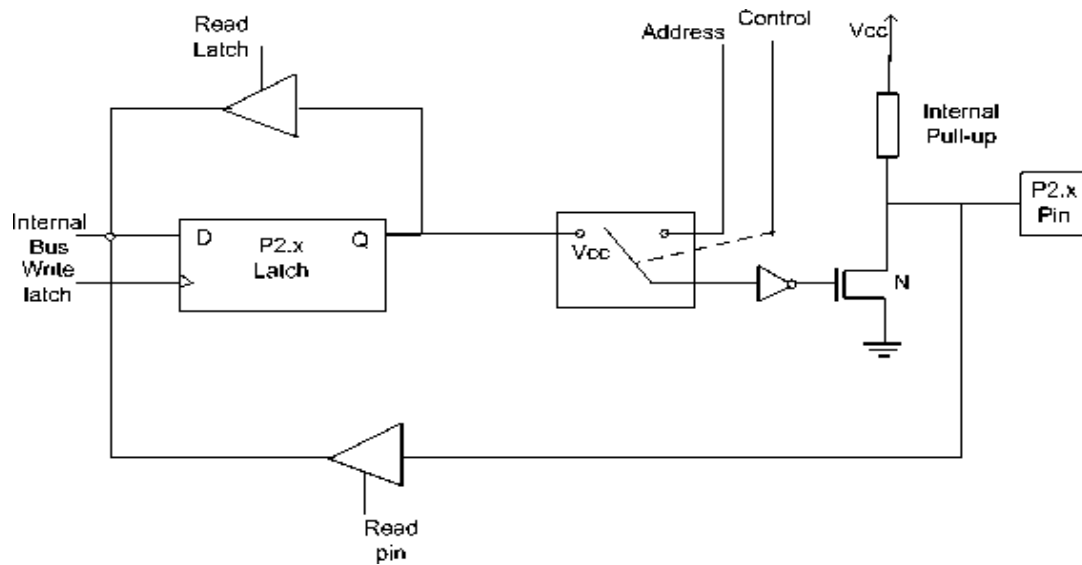 Read
Latch
Address
Control
Vcc
Internal
Pull-up
P2.x
Pin
Internal
Bus
Write
latch
D
P2.x
Latch
Q
Vcc
N
Read
pin